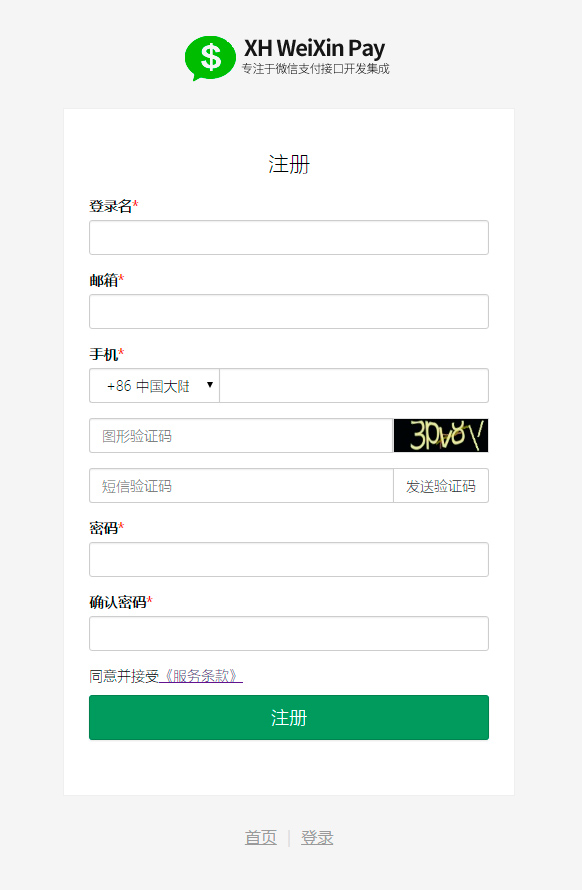 $
XH WeiXin Pay
专注于微信支付接口开发集成
注册
登录名*
邮箱*
手机*
+86 中国大陆
图形验证码
短信验证码 发送验证码
密码*
确认密码*
同意并接受《服务条款》
注册
首页 | 登录